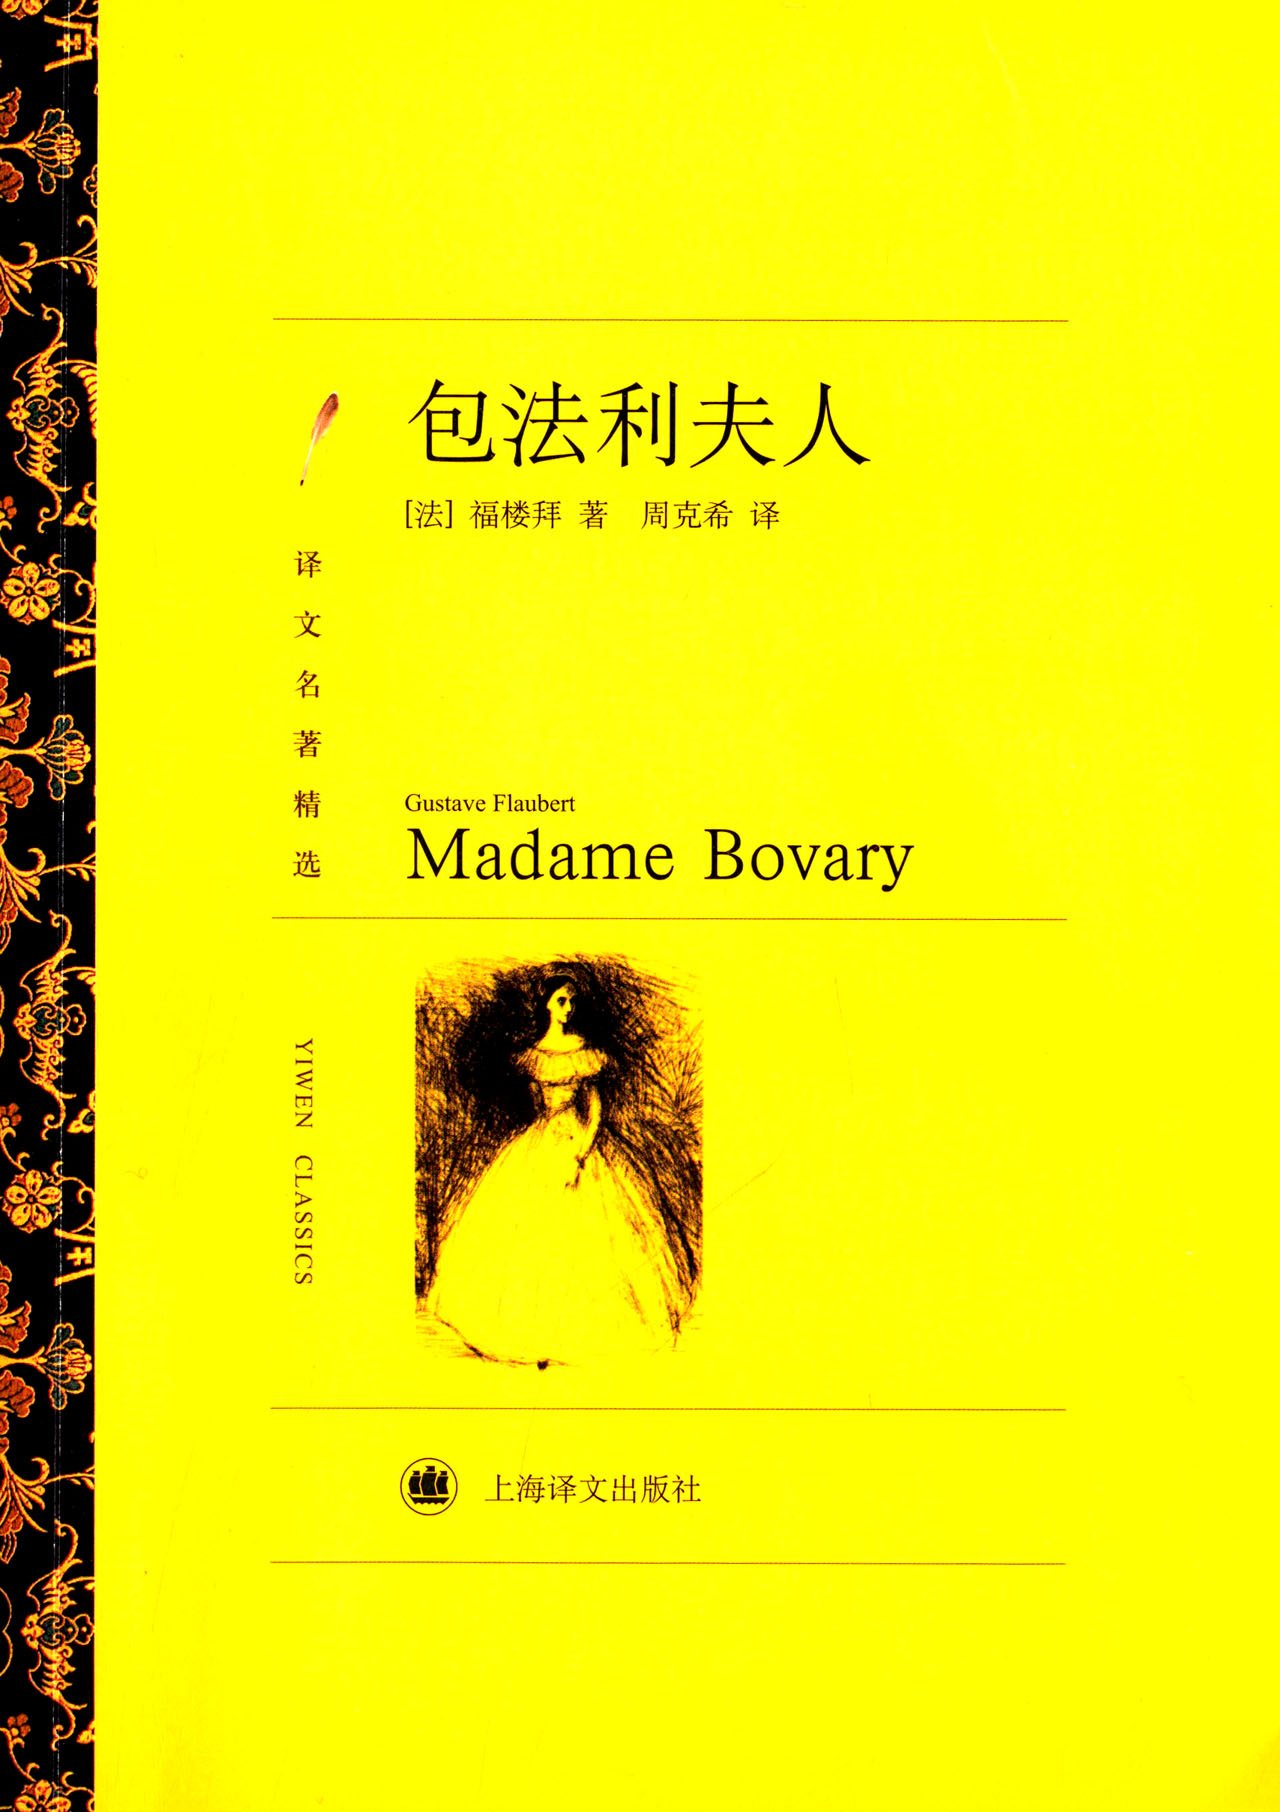 包法利夫人
[法] 福楼拜 著 周克希 译
译文名著精选
Gustave Flaubert
Madame Bovary
YIWEN CLASSICS
上海译文出版社